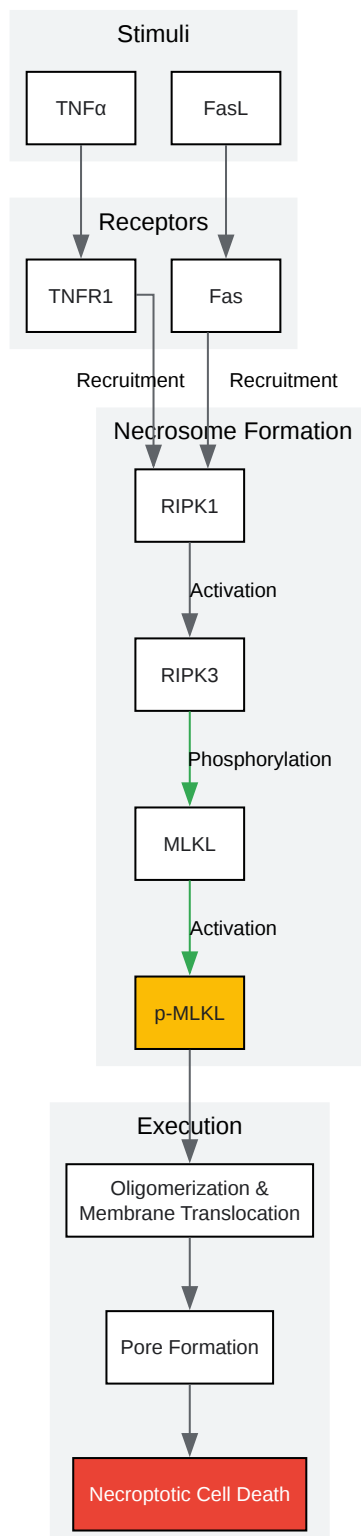 Stimuli
TNFα
FasL
Receptors
TNFR1
Fas
Recruitment
Recruitment
Necrosome Formation
RIPK1
Activation
RIPK3
Phosphorylation
MLKL
Activation
p-MLKL
Execution
Oligomerization &
Membrane Translocation
Pore Formation
Necroptotic Cell Death